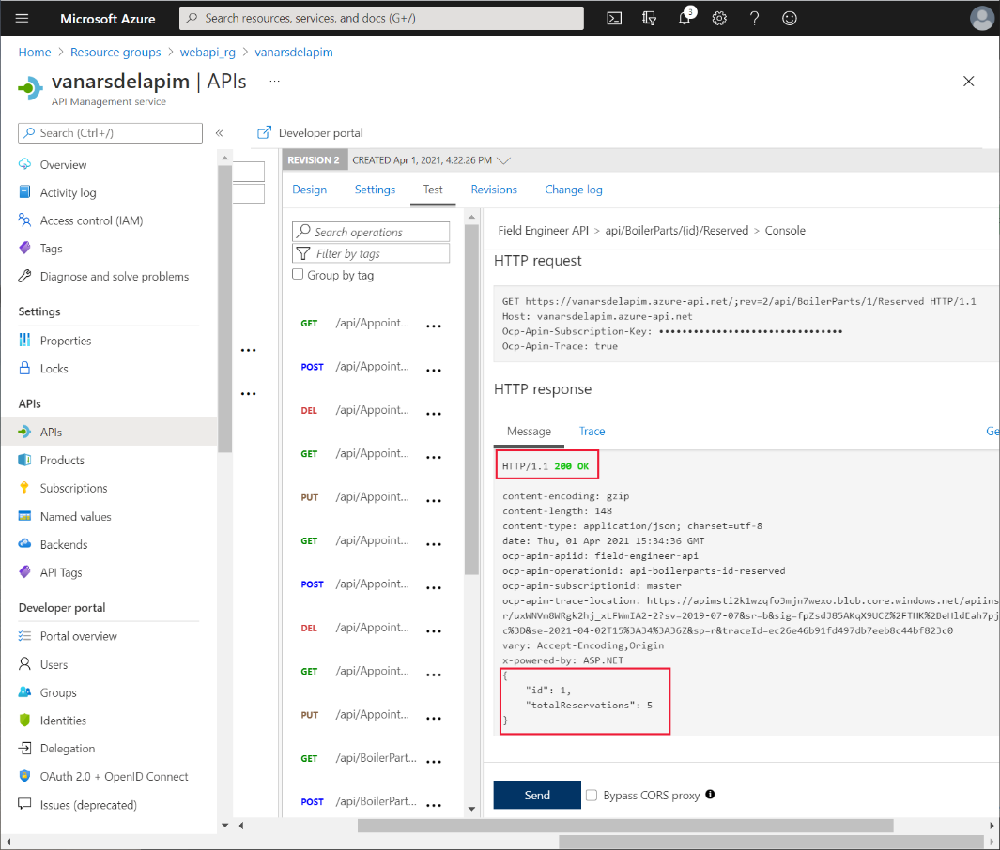 Microsoft Azure
Search resources, services, and docs (G+/)
3
Home > Resource groups > webapi_rg > vanarsdelapim
vanarsdelapim | APIs ...
API Management service
Search (Ctrl+/)
«
Overview
Activity log
Access control (IAM)
Tags
Diagnose and solve problems
Settings
Properties
Locks
APIs
APIs
Products
Subscriptions
Named values
Backends
API Tags
Developer portal
Portal overview
Users
Groups
Identities
Delegation
OAuth 2.0 + OpenID Connect
Issues (deprecated)
Developer portal
REVISION 2 CREATED Apr 1, 2021, 4:22:26 PM
Design Settings Test Revisions Change log
Search operations
Filter by tags
Group by tag
GET /api/Appoint... •••
POST /api/Appoint... •••
DEL /api/Appoint... •••
GET /api/Appoint... •••
PUT /api/Appoint... •••
GET /api/Appoint... •••
POST /api/Appoint... •••
DEL /api/Appoint... •••
GET /api/Appoint... •••
PUT /api/Appoint... •••
GET /api/BoilerPart... •••
POST /api/BoilerPart... •••
Field Engineer API > api/BoilerParts/{id}/Reserved > Console
HTTP request
GET https://vanarsdelapim.azure-api.net/;rev=2/api/BoilerParts/1/Reserved HTTP/1.1
Host: vanarsdelapim.azure-api.net
Ocp-Apim-Subscription-Key: ••••••••••••••••••••••••••••••••
Ocp-Apim-Trace: true
HTTP response
Message Trace Ge
HTTP/1.1 200 OK
content-encoding: gzip
content-length: 148
content-type: application/json; charset=utf-8
date: Thu, 01 Apr 2021 15:34:36 GMT
ocp-apim-apiid: field-engineer-api
ocp-apim-operationid: api-boilerparts-id-reserved
ocp-apim-subscriptionid: master
ocp-apim-trace-location: https://apimsti2k1wzqfo3mjn7wexo.blob.core.windows.net/apiins
r/uxWNVm8WRgk2hj_xLFWmIA2-2?sv=2019-07-07&sr=b&sig=fpZsdJ85AKqX9UCZ%2FTHK%2BeHldEah7pj
c%3D&se=2021-04-02T15%3A34%3A36Z&sp=r&traceId=ec26e46b91fd497db7eeb8c44bf823c0
vary: Accept-Encoding,Origin
x-powered-by: ASP.NET
{
"id": 1,
"totalReservations": 5
}
Send Bypass CORS proxy